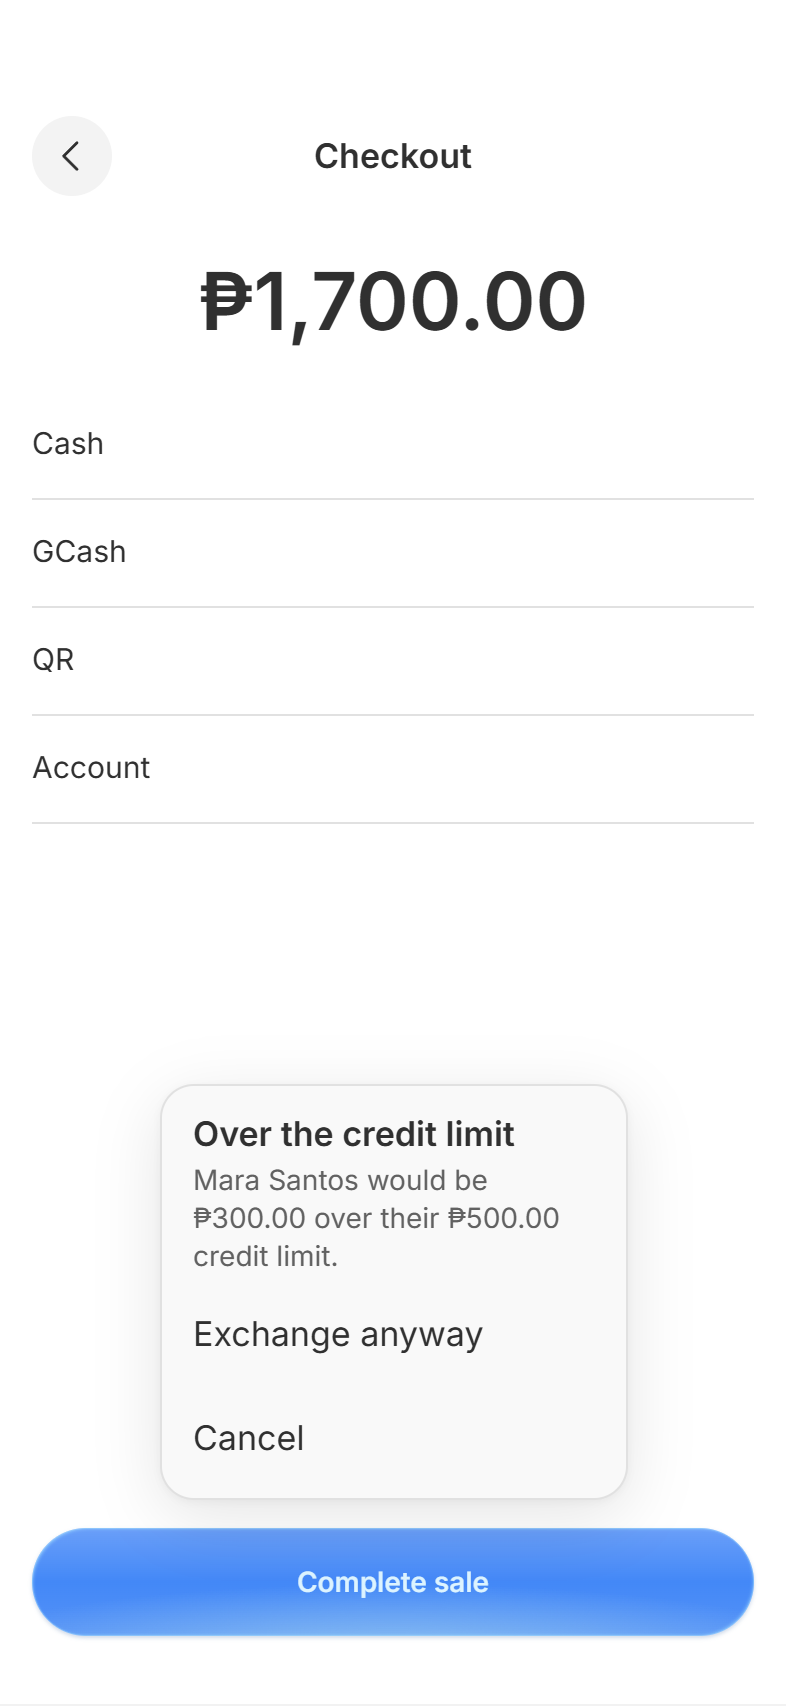 Checkout
₱1,700.00
Cash
GCash
QR
Account
Over the credit limit
Mara Santos would be
₱300.00 over their ₱500.00
credit limit.
Exchange anyway
Cancel
Complete sale